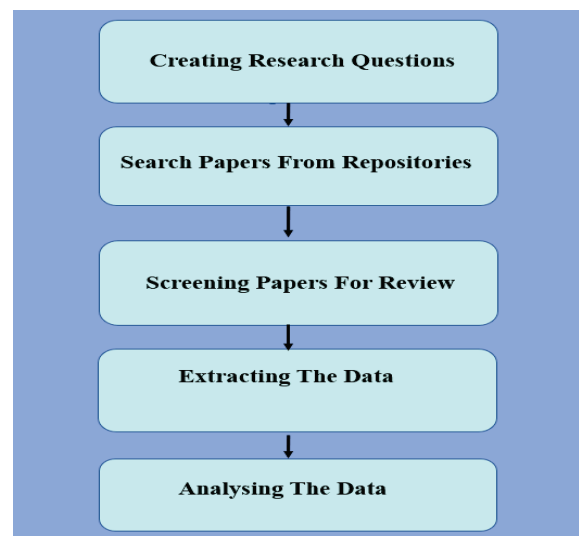 Creating Research Questions
Search Papers From Repositories
Screening Papers For Review
Extracting The Data
Analysing The Data